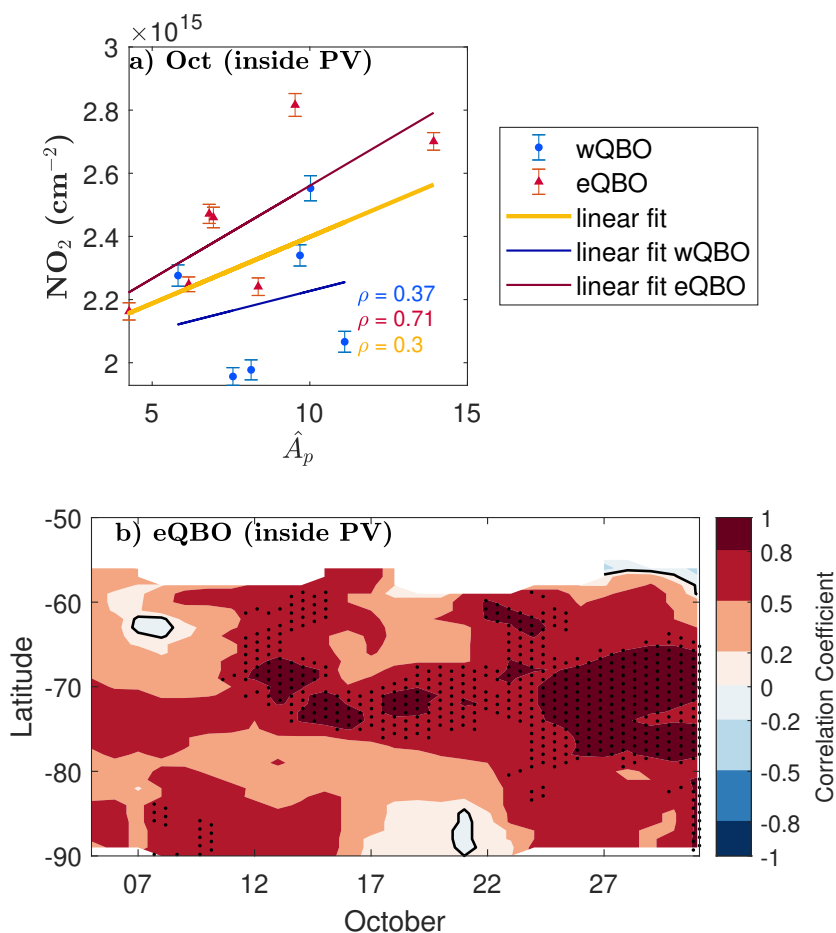 ×10^15
a) Oct (inside PV)
3
2.8
2.6
2.4
2.2
2
NO₂ (cm⁻²)
ρ = 0.37
ρ = 0.71
ρ = 0.3
5 10 15
Â_p
wQBO
eQBO
linear fit
linear fit wQBO
linear fit eQBO
b) eQBO (inside PV)
-50
-60
-70
-80
-90
Latitude
07 12 17 22 27
October
1
0.8
0.5
0.2
0
-0.2
-0.5
-0.8
-1
Correlation Coefficient